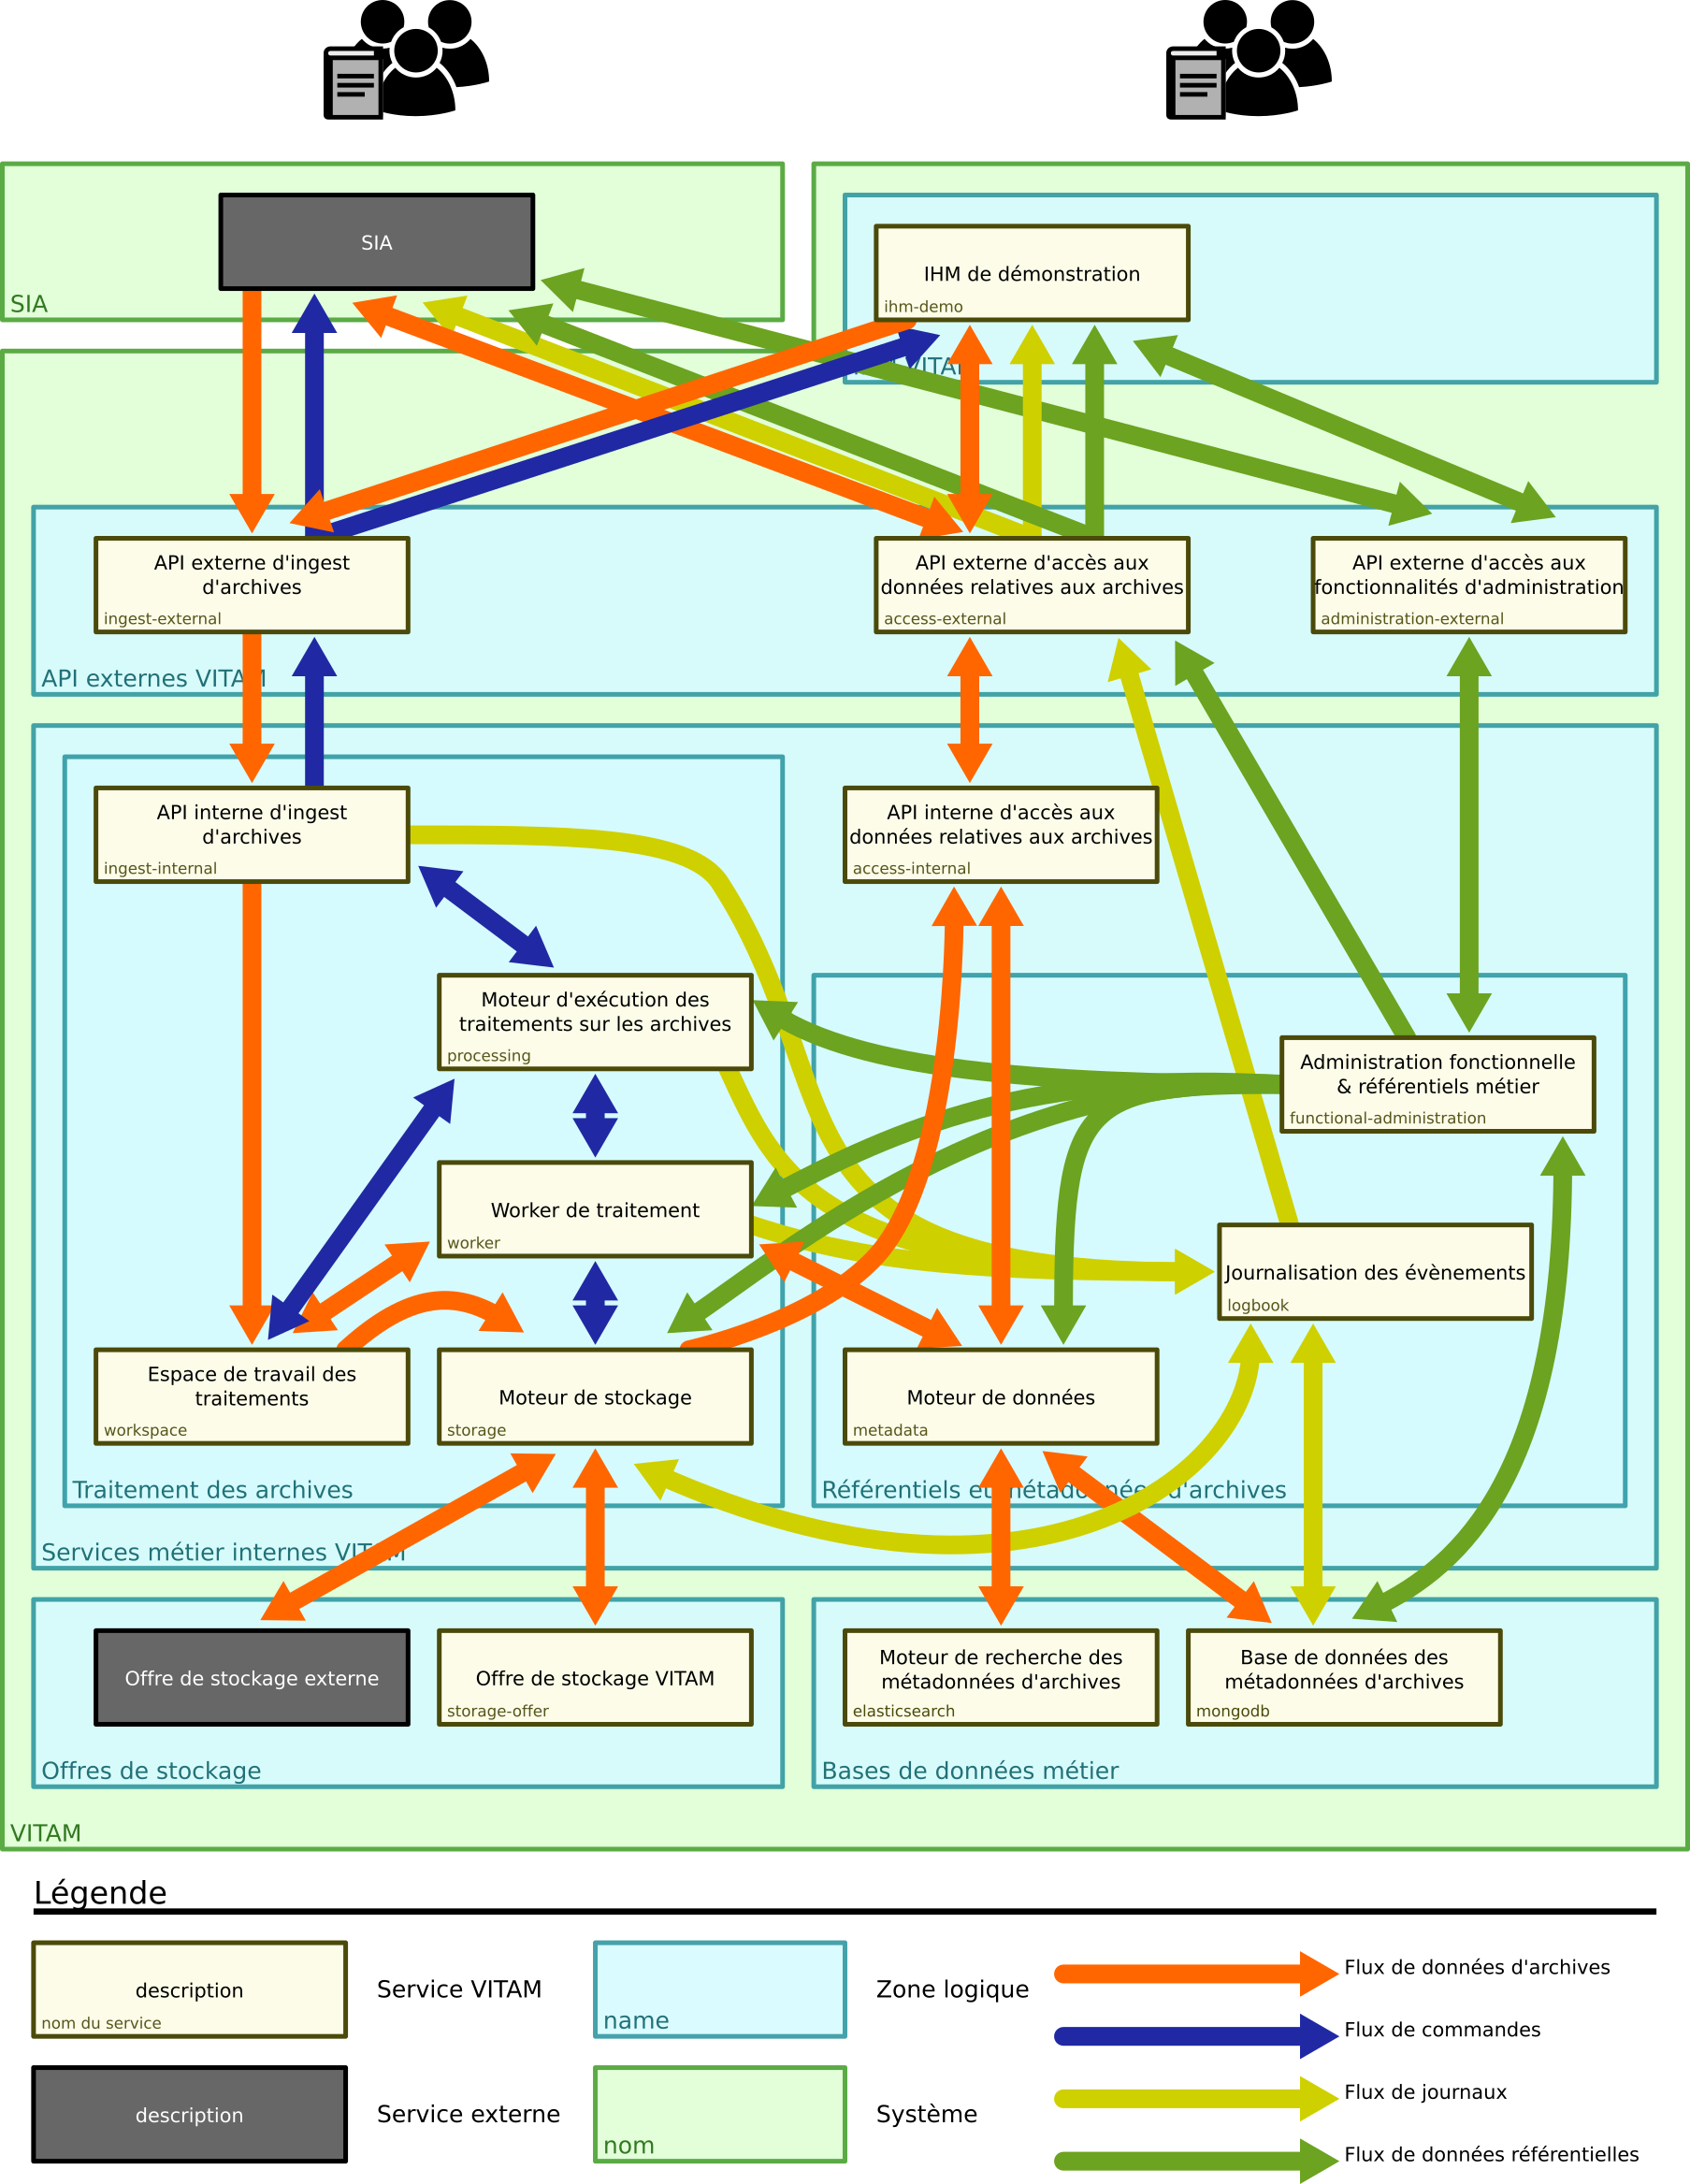 SIA
SIA
IHM de démonstration
ihm-demo
VITAM
API externe d'ingest
d'archives
ingest-external
API externe d'accès aux
données relatives aux archives
access-external
API externe d'accès aux
fonctionnalités d'administration
administration-external
API externes VITAM
API interne d'ingest
d'archives
ingest-internal
API interne d'accès aux
données relatives aux archives
access-internal
Moteur d'exécution des
traitements sur les archives
processing
Administration fonctionnelle
& référentiels métier
functional-administration
Worker de traitement
worker
Journalisation des évènements
logbook
Espace de travail des
traitements
workspace
Moteur de stockage
storage
Moteur de données
metadata
Traitement des archives
Référentiels et métadonnées d'archives
Services métier internes VITAM
Offre de stockage externe
Offre de stockage VITAM
storage-offer
Moteur de recherche des
métadonnées d'archives
elasticsearch
Base de données des
métadonnées d'archives
mongodb
Offres de stockage
Bases de données métier
VITAM
Légende
description
nom du service
Service VITAM
name
Zone logique
Flux de données d'archives
Flux de commandes
description
Service externe
nom
Système
Flux de journaux
Flux de données référentielles